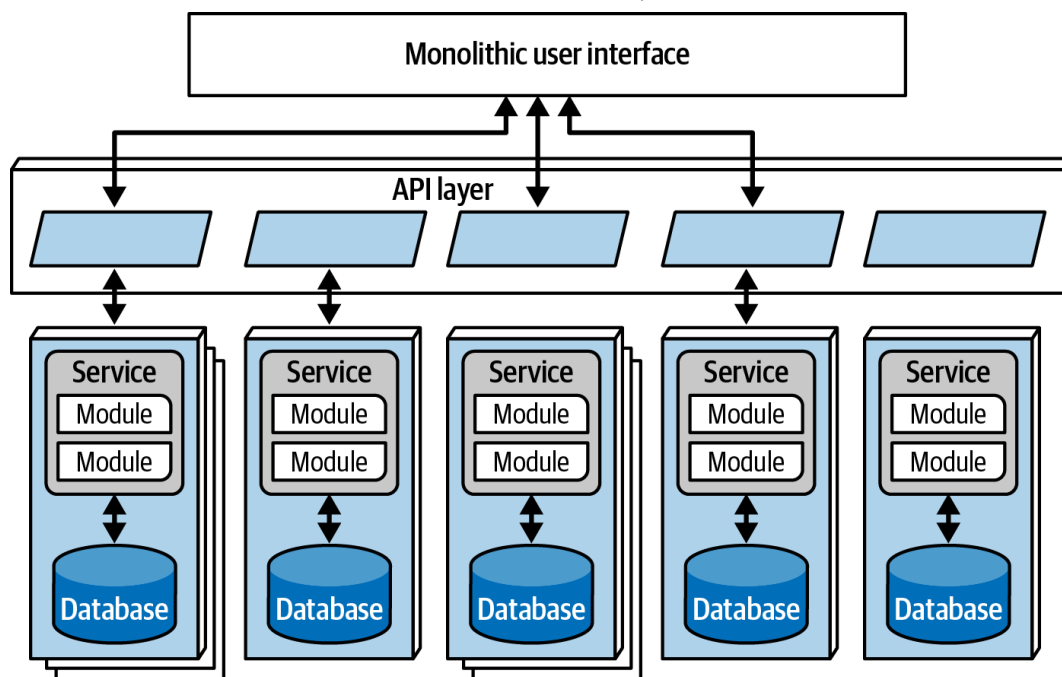 Monolithic user interface
API layer
Service
Module
Module
Database
Service
Module
Module
Database
Service
Module
Module
Database
Service
Module
Module
Database
Service
Module
Module
Database